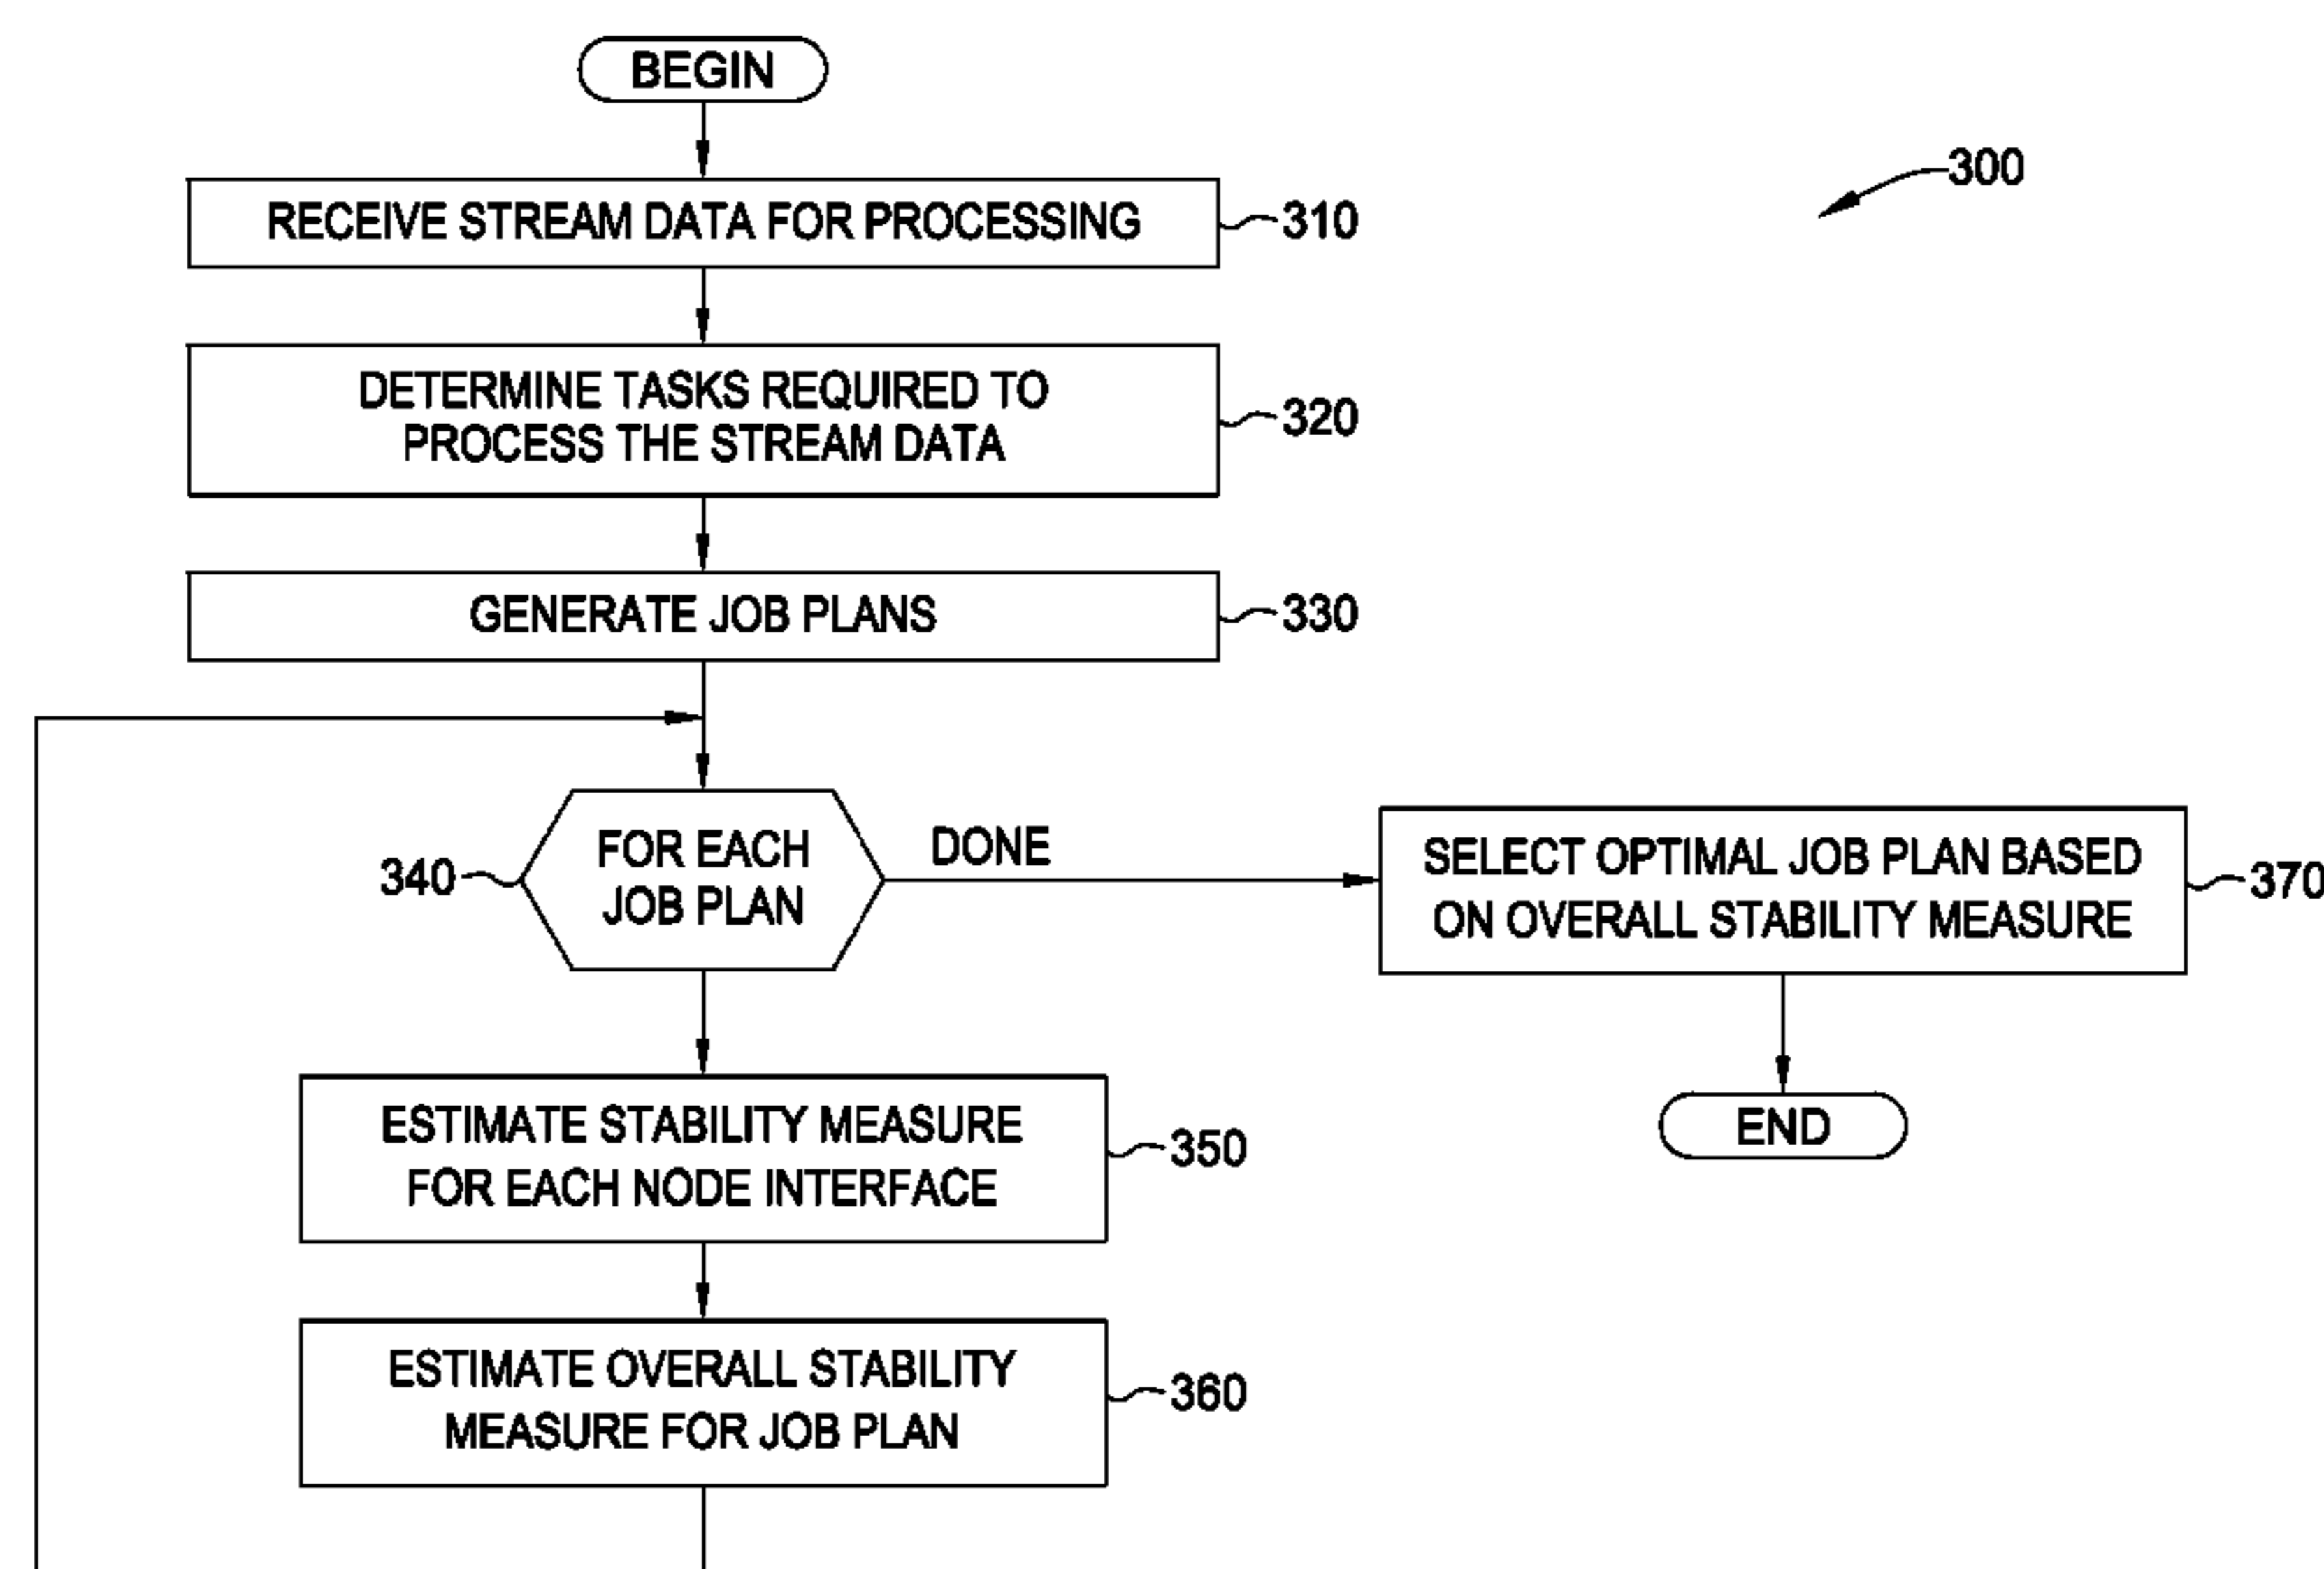 BEGIN
300
RECEIVE STREAM DATA FOR PROCESSING
310
DETERMINE TASKS REQUIRED TO
PROCESS THE STREAM DATA
320
GENERATE JOB PLANS
330
340
FOR EACH
JOB PLAN
DONE
SELECT OPTIMAL JOB PLAN BASED
ON OVERALL STABILITY MEASURE
370
ESTIMATE STABILITY MEASURE
FOR EACH NODE INTERFACE
350
END
ESTIMATE OVERALL STABILITY
MEASURE FOR JOB PLAN
360